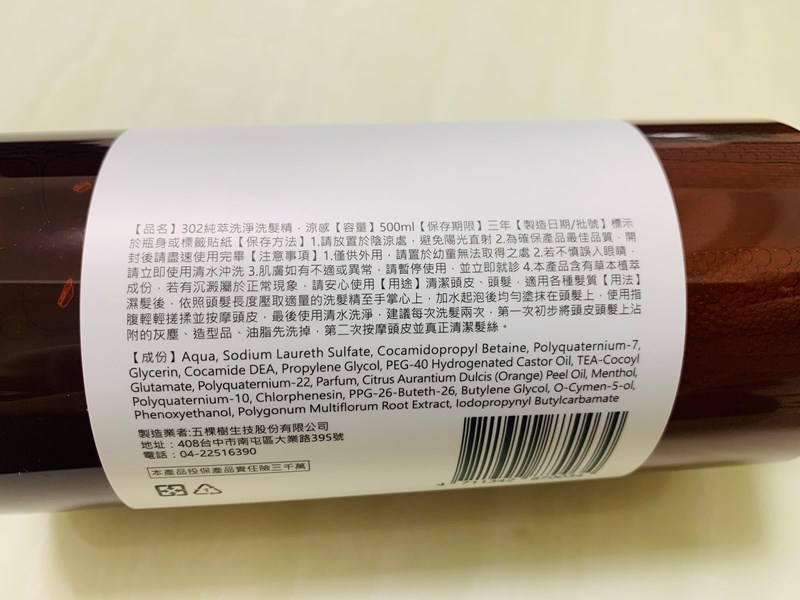 【品名】302純萃洗淨洗髮精，涼感【容量】500ml【保存期限】三年【製造日期/批號】標示
於瓶身或標籤貼紙【保存方法】1.請放置於陰涼處，避免陽光直射 2.為確保產品最佳品質，開
封後請盡速使用完畢【注意事項】1.僅供外用，請置於幼童無法取得之處 2.若不慎誤入眼睛，
請立即使用清水沖洗 3.肌膚如有不適或異常，請暫停使用，並立即就診 4.本產品含有草本植萃
成份，若有沉澱屬於正常現象，請安心使用【用途】清潔頭皮、頭髮，適用各種髮質【用法】
濕髮後，依照頭髮長度壓取適量的洗髮精至手掌心上，加水起泡後均勻塗抹在頭髮上，使用指
腹輕輕搓揉並按摩頭皮，最後使用清水洗淨，建議每次洗髮兩次，第一次初步將頭皮頭髮上沾
附的灰塵、造型品、油脂先洗掉，第二次按摩頭皮並真正清潔髮絲。
【成份】Aqua, Sodium Laureth Sulfate, Cocamidopropyl Betaine, Polyquaternium-7,
Glycerin, Cocamide DEA, Propylene Glycol, PEG-40 Hydrogenated Castor Oil, TEA-Cocoyl
Glutamate, Polyquaternium-22, Parfum, Citrus Aurantium Dulcis (Orange) Peel Oil, Menthol,
Polyquaternium-10, Chlorphenesin, PPG-26-Buteth-26, Butylene Glycol, O-Cymen-5-ol,
Phenoxyethanol, Polygonum Multiflorum Root Extract, Iodopropynyl Butylcarbamate
製造業者:五棵樹生技股份有限公司
地址：408台中市南屯區大業路395號
電話：04-22516390
本產品投保產品責任險三千萬